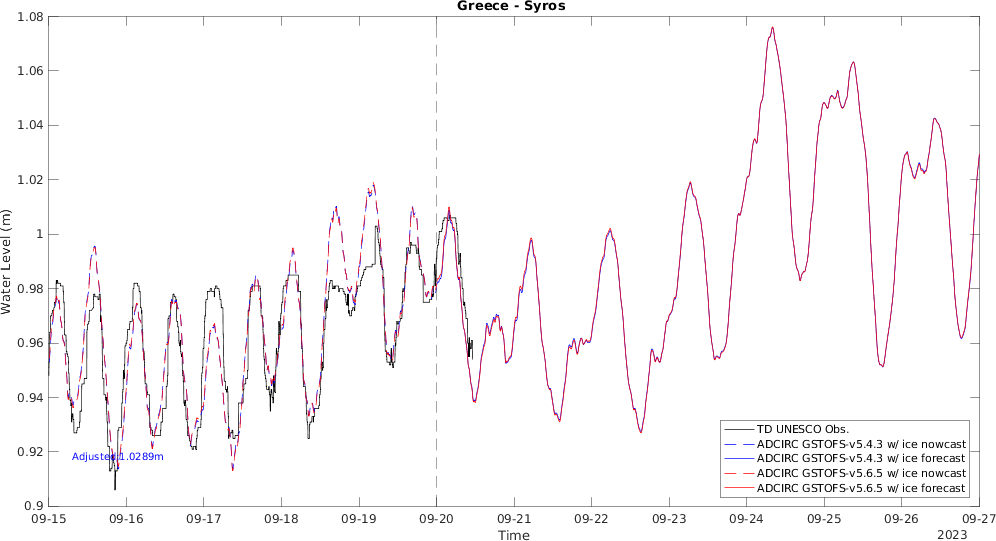 Greece - Syros
1.08
1.06
1.04
1.02
1
0.98
0.96
0.94
0.92
0.9
Water Level (m)
Adjusted:1.0289m
TD UNESCO Obs.
ADCIRC GSTOFS-v5.4.3 w/ ice nowcast
ADCIRC GSTOFS-v5.4.3 w/ ice forecast
ADCIRC GSTOFS-v5.6.5 w/ ice nowcast
ADCIRC GSTOFS-v5.6.5 w/ ice forecast
09-15 09-16 09-17 09-18 09-19 09-20 09-21 09-22 09-23 09-24 09-25 09-26 09-27
Time
2023